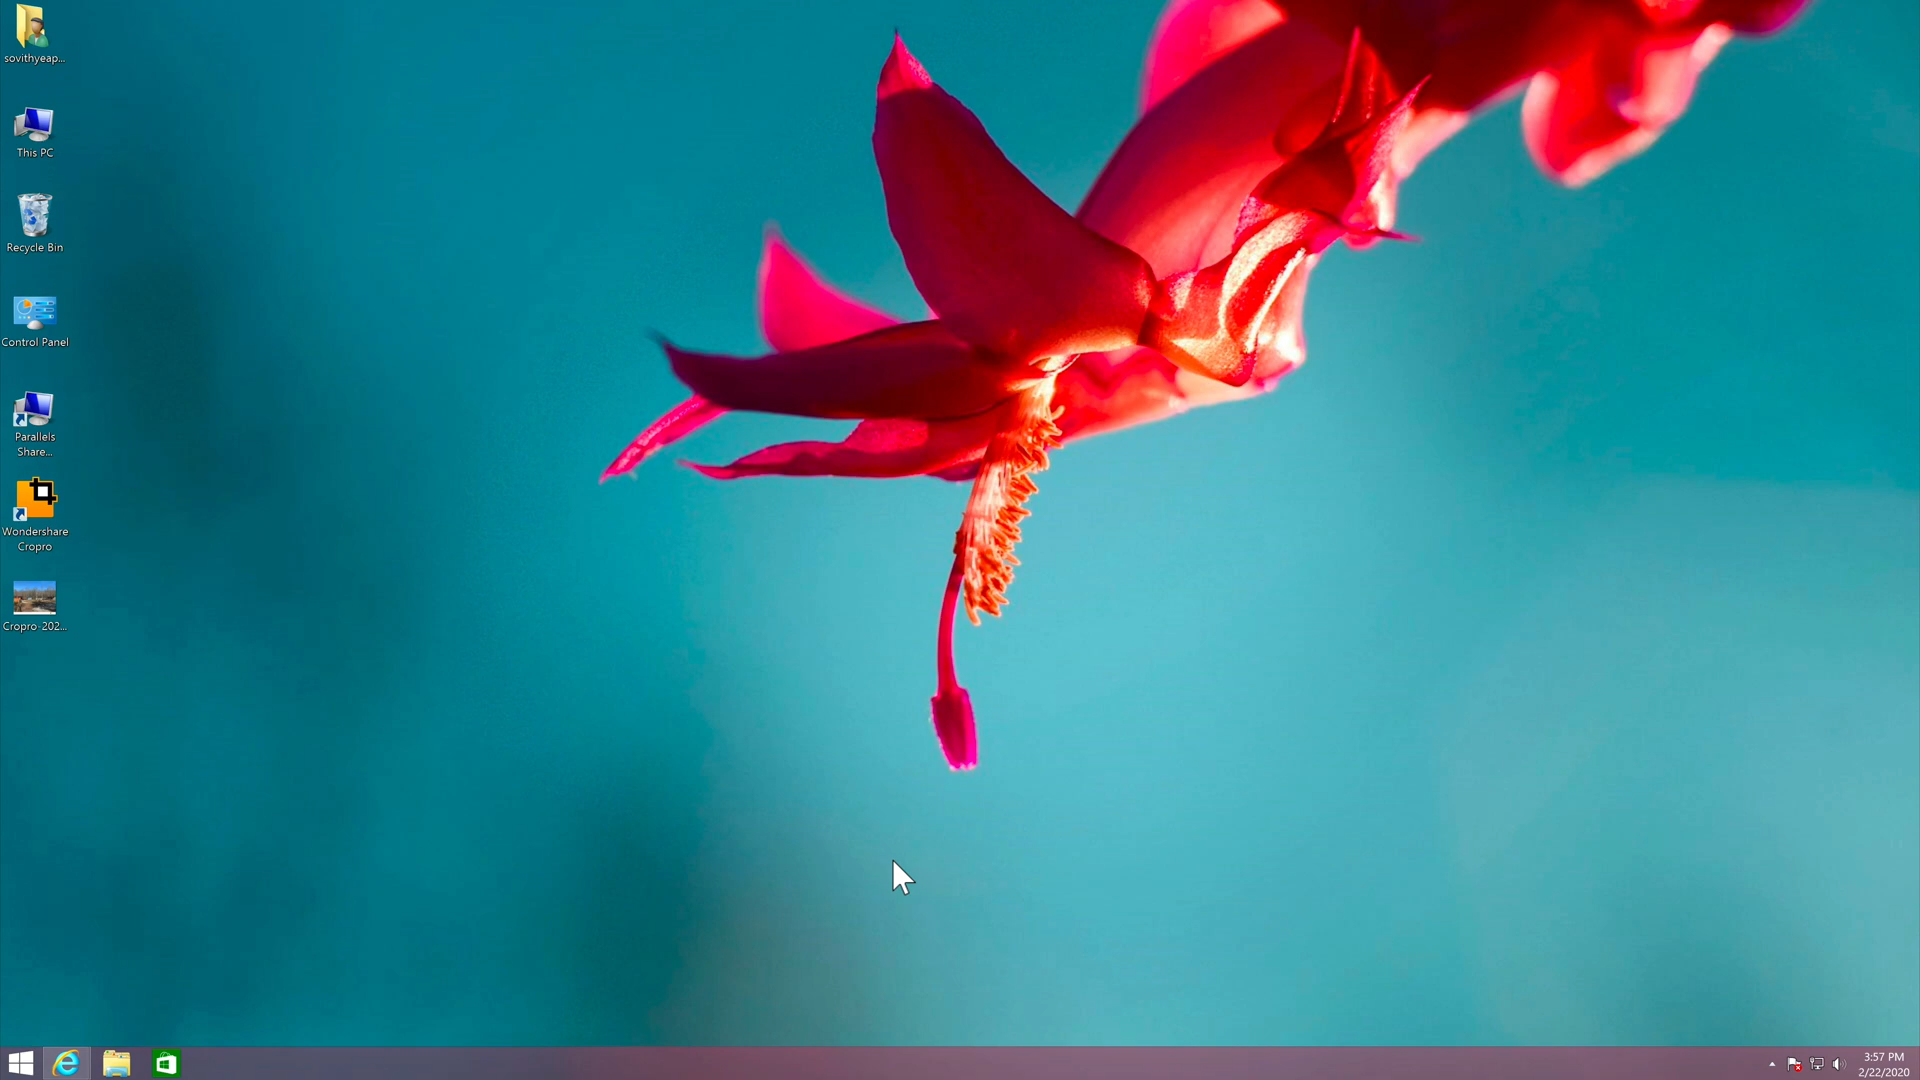 sovithyeap...
This PC
Recycle Bin
Control Panel
Parallels
Share...
Wondershare
Cropro
Cropro-202...
3:57 PM
2/22/2020